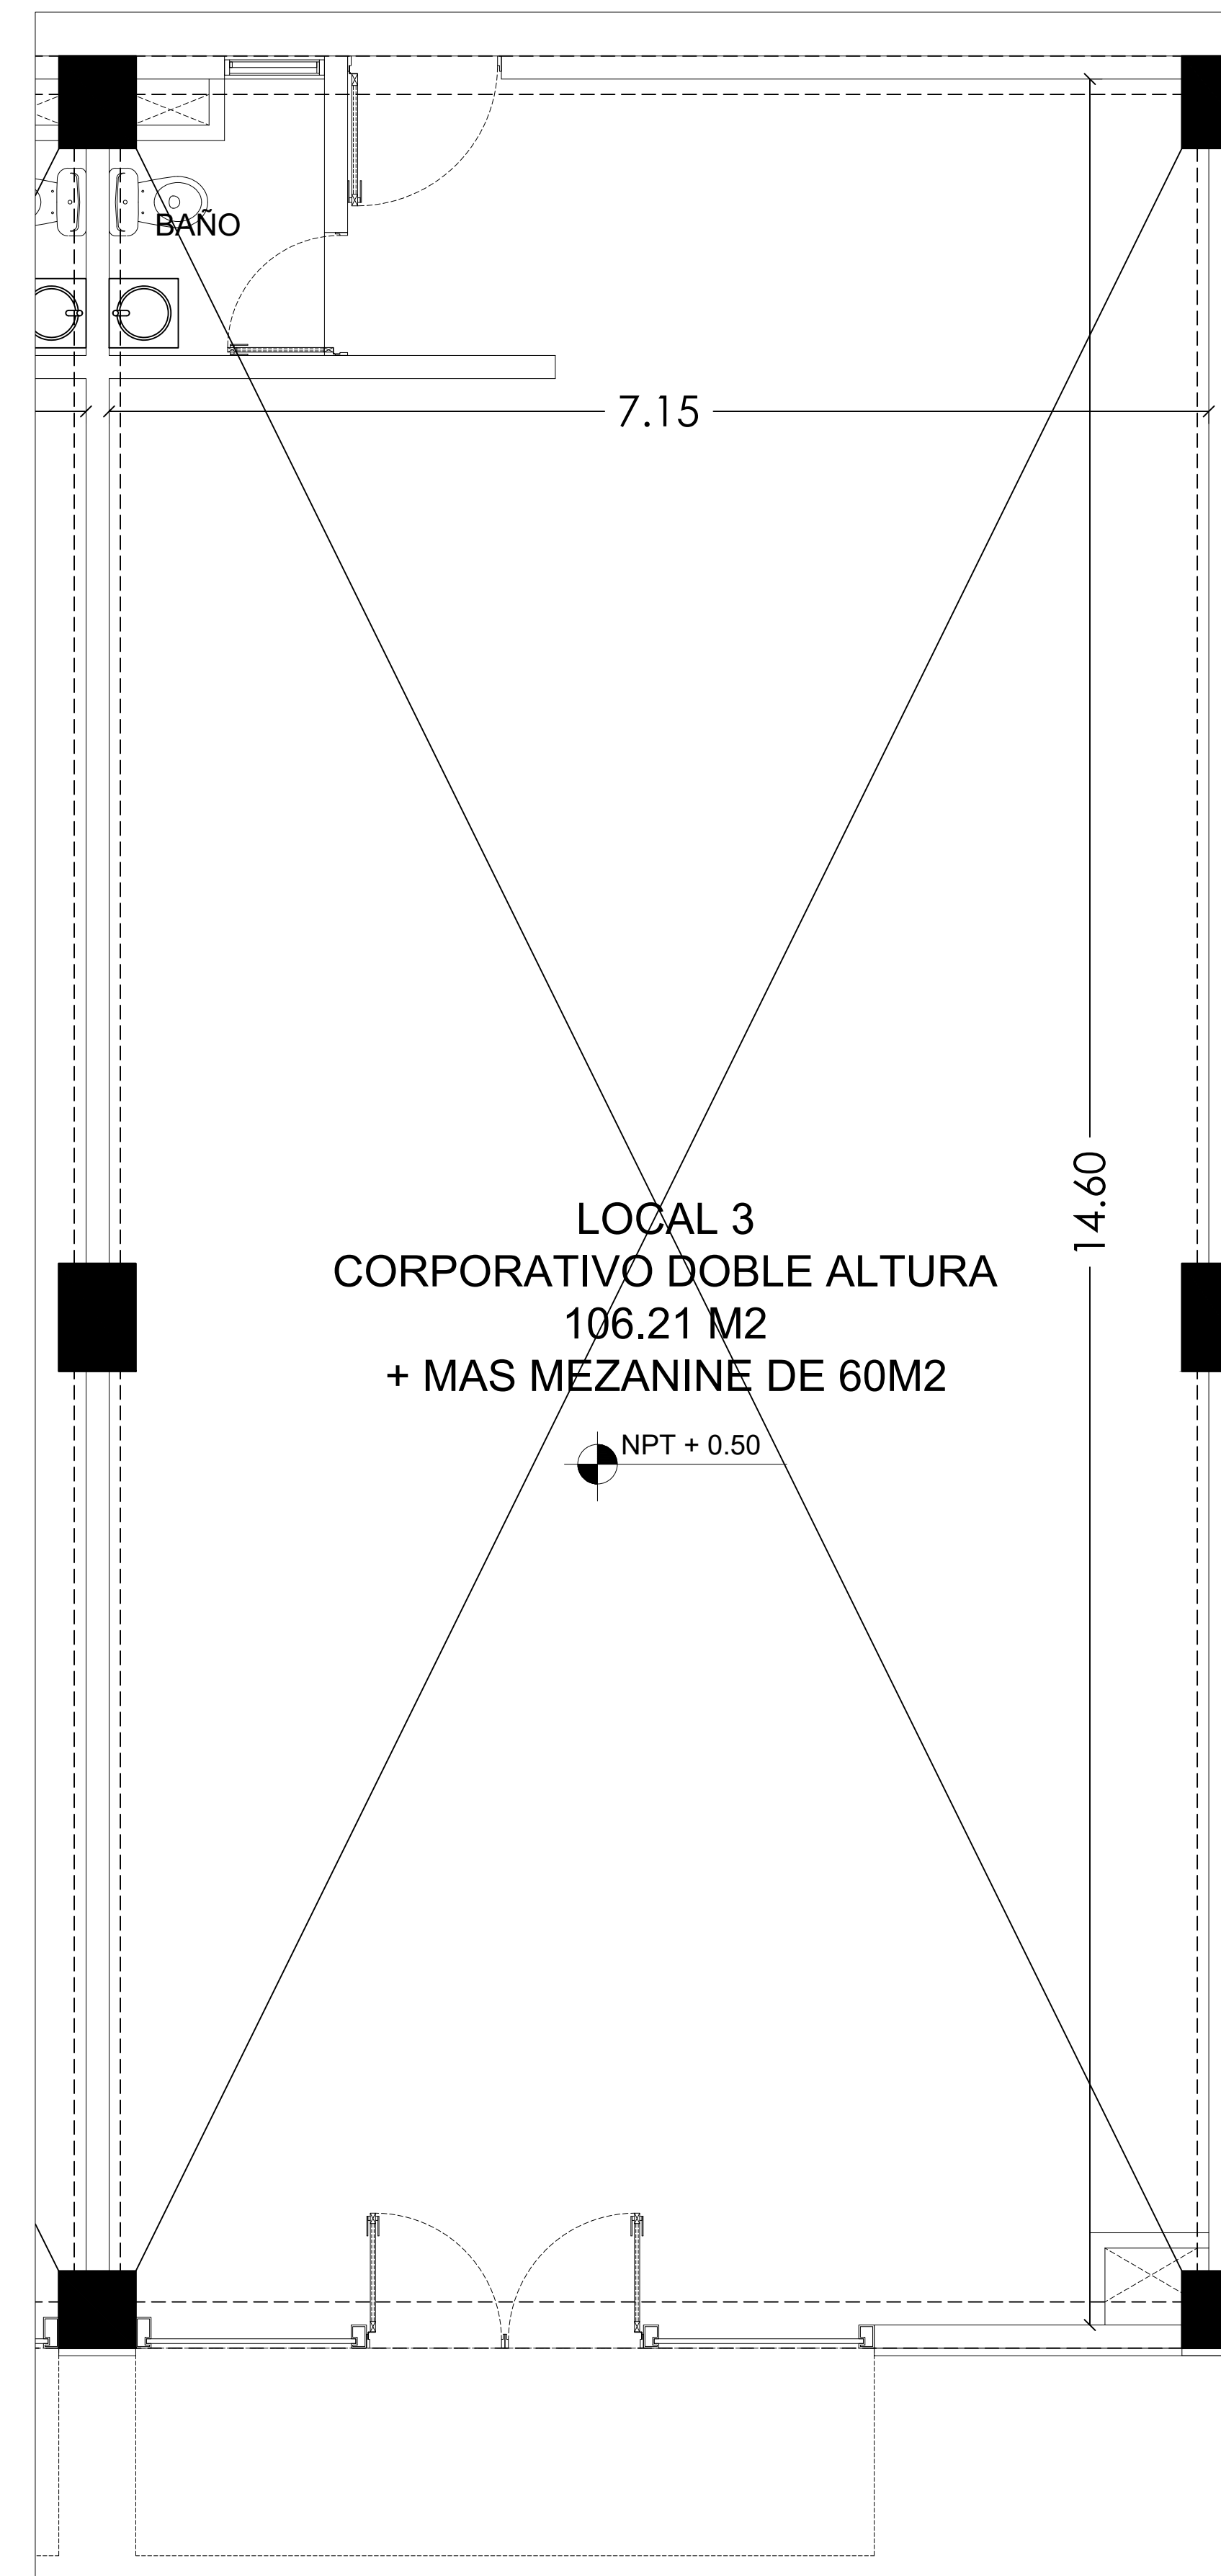 BAÑO
7.15
14.60
LOCAL 3
CORPORATIVO DOBLE ALTURA
106.21 M2
+ MAS MEZANINE DE 60M2
NPT + 0.50